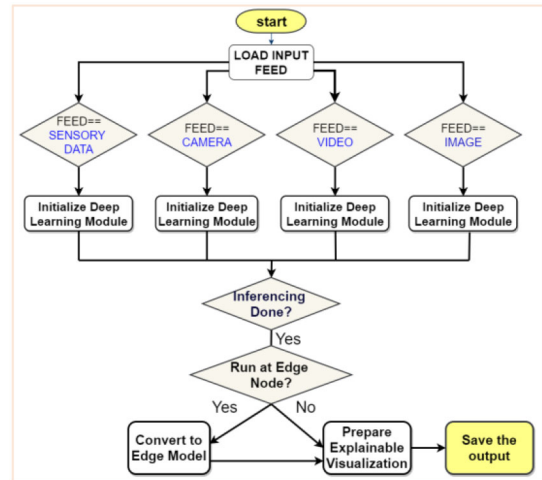 start
LOAD INPUT
FEED
FEED==
SENSORY
DATA
FEED==
CAMERA
FEED==
VIDEO
FEED==
IMAGE
Initialize Deep
Learning Module
Initialize Deep
Learning Module
Initialize Deep
Learning Module
Initialize Deep
Learning Module
Inferencing
Done?
Yes
Run at Edge
Node?
Yes
No
Convert to
Edge Model
Prepare
Explainable
Visualization
Save the
output